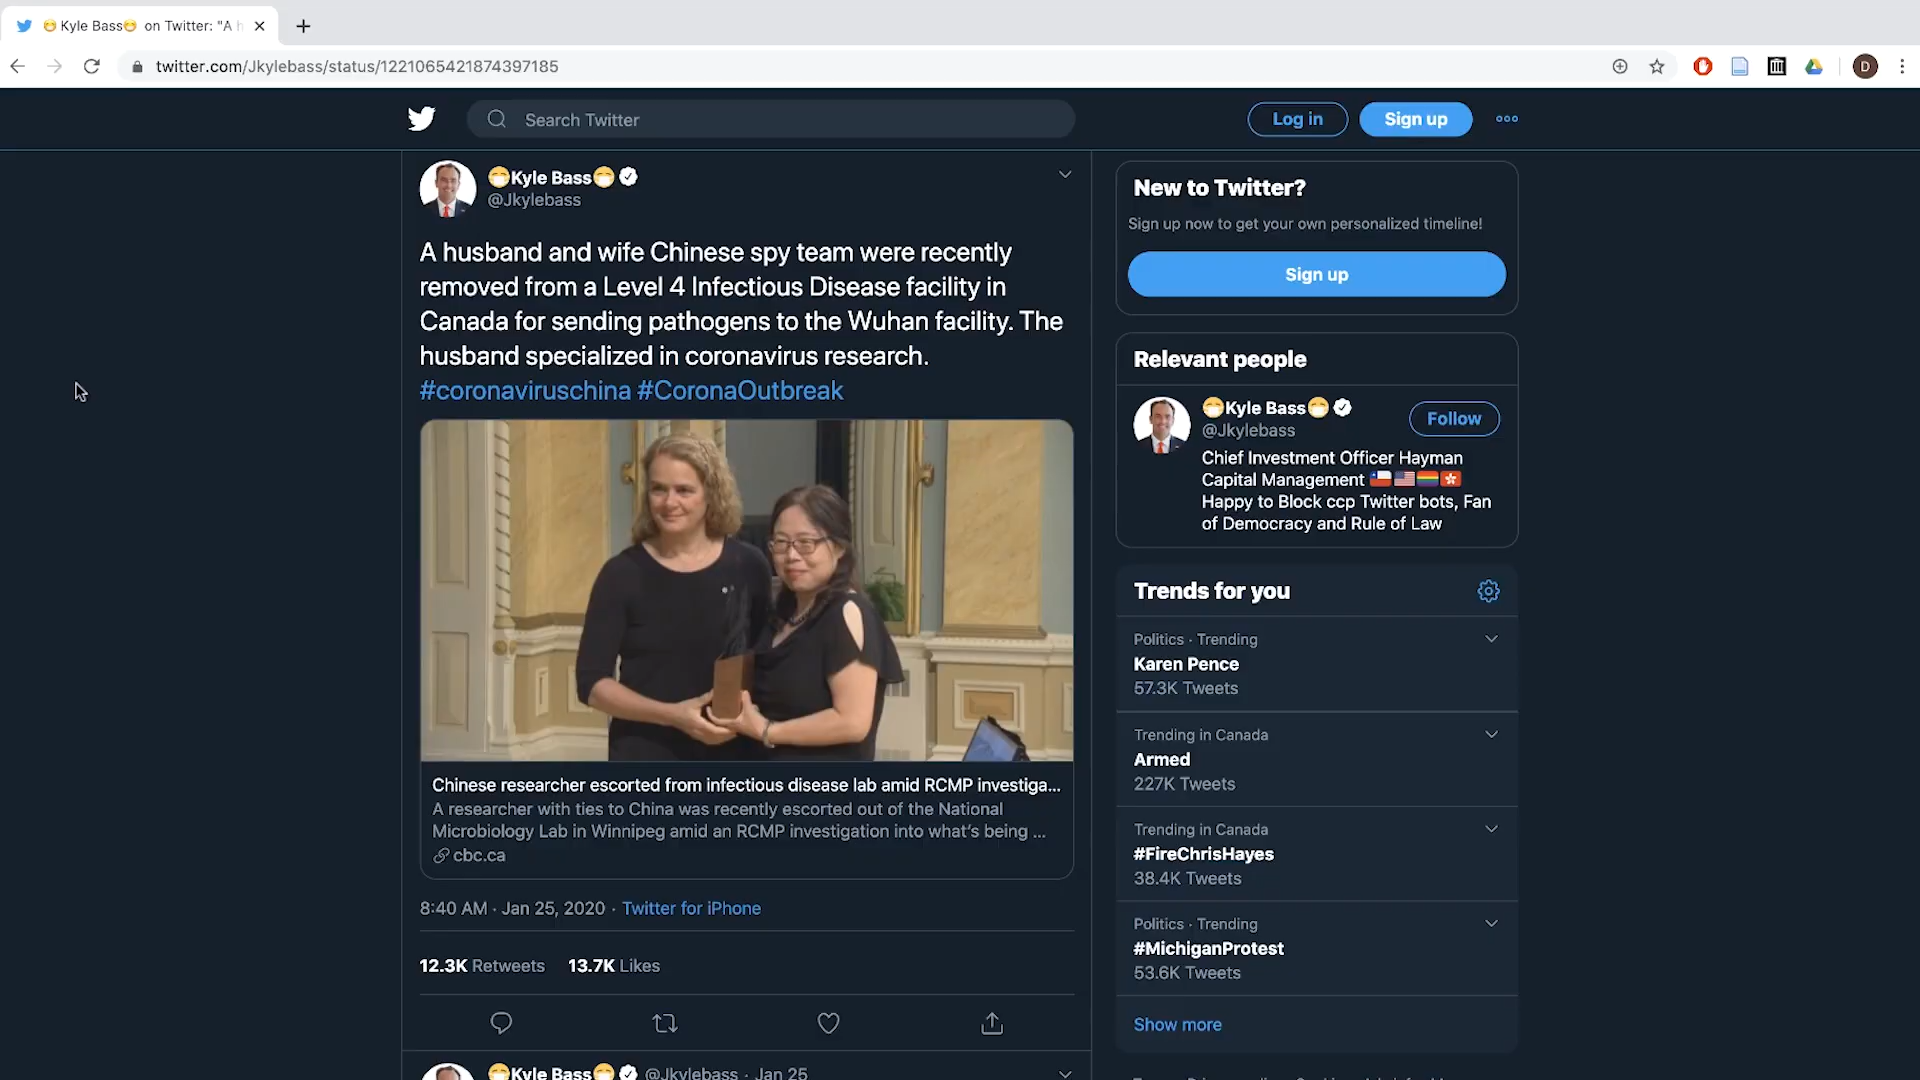 Kyle Bass on Twitter: "A h
twitter.com/Jkylebass/status/1221065421874397185
D
Search Twitter
Log in
Sign up
Kyle Bass
@Jkylebass
A husband and wife Chinese spy team were recently
removed from a Level 4 Infectious Disease facility in
Canada for sending pathogens to the Wuhan facility. The
husband specialized in coronavirus research.
#coronaviruschina #CoronaOutbreak
Chinese researcher escorted from infectious disease lab amid RCMP investiga...
A researcher with ties to China was recently escorted out of the National
Microbiology Lab in Winnipeg amid an RCMP investigation into what's being ...
cbc.ca
8:40 AM · Jan 25, 2020 · Twitter for iPhone
12.3K Retweets 13.7K Likes
Kyle Bass @Jkylebass · Jan 25
New to Twitter?
Sign up now to get your own personalized timeline!
Sign up
Relevant people
Kyle Bass
@Jkylebass
Follow
Chief Investment Officer Hayman
Capital Management
Happy to Block ccp Twitter bots, Fan
of Democracy and Rule of Law
Trends for you
Politics · Trending
Karen Pence
57.3K Tweets
Trending in Canada
Armed
227K Tweets
Trending in Canada
#FireChrisHayes
38.4K Tweets
Politics · Trending
#MichiganProtest
53.6K Tweets
Show more